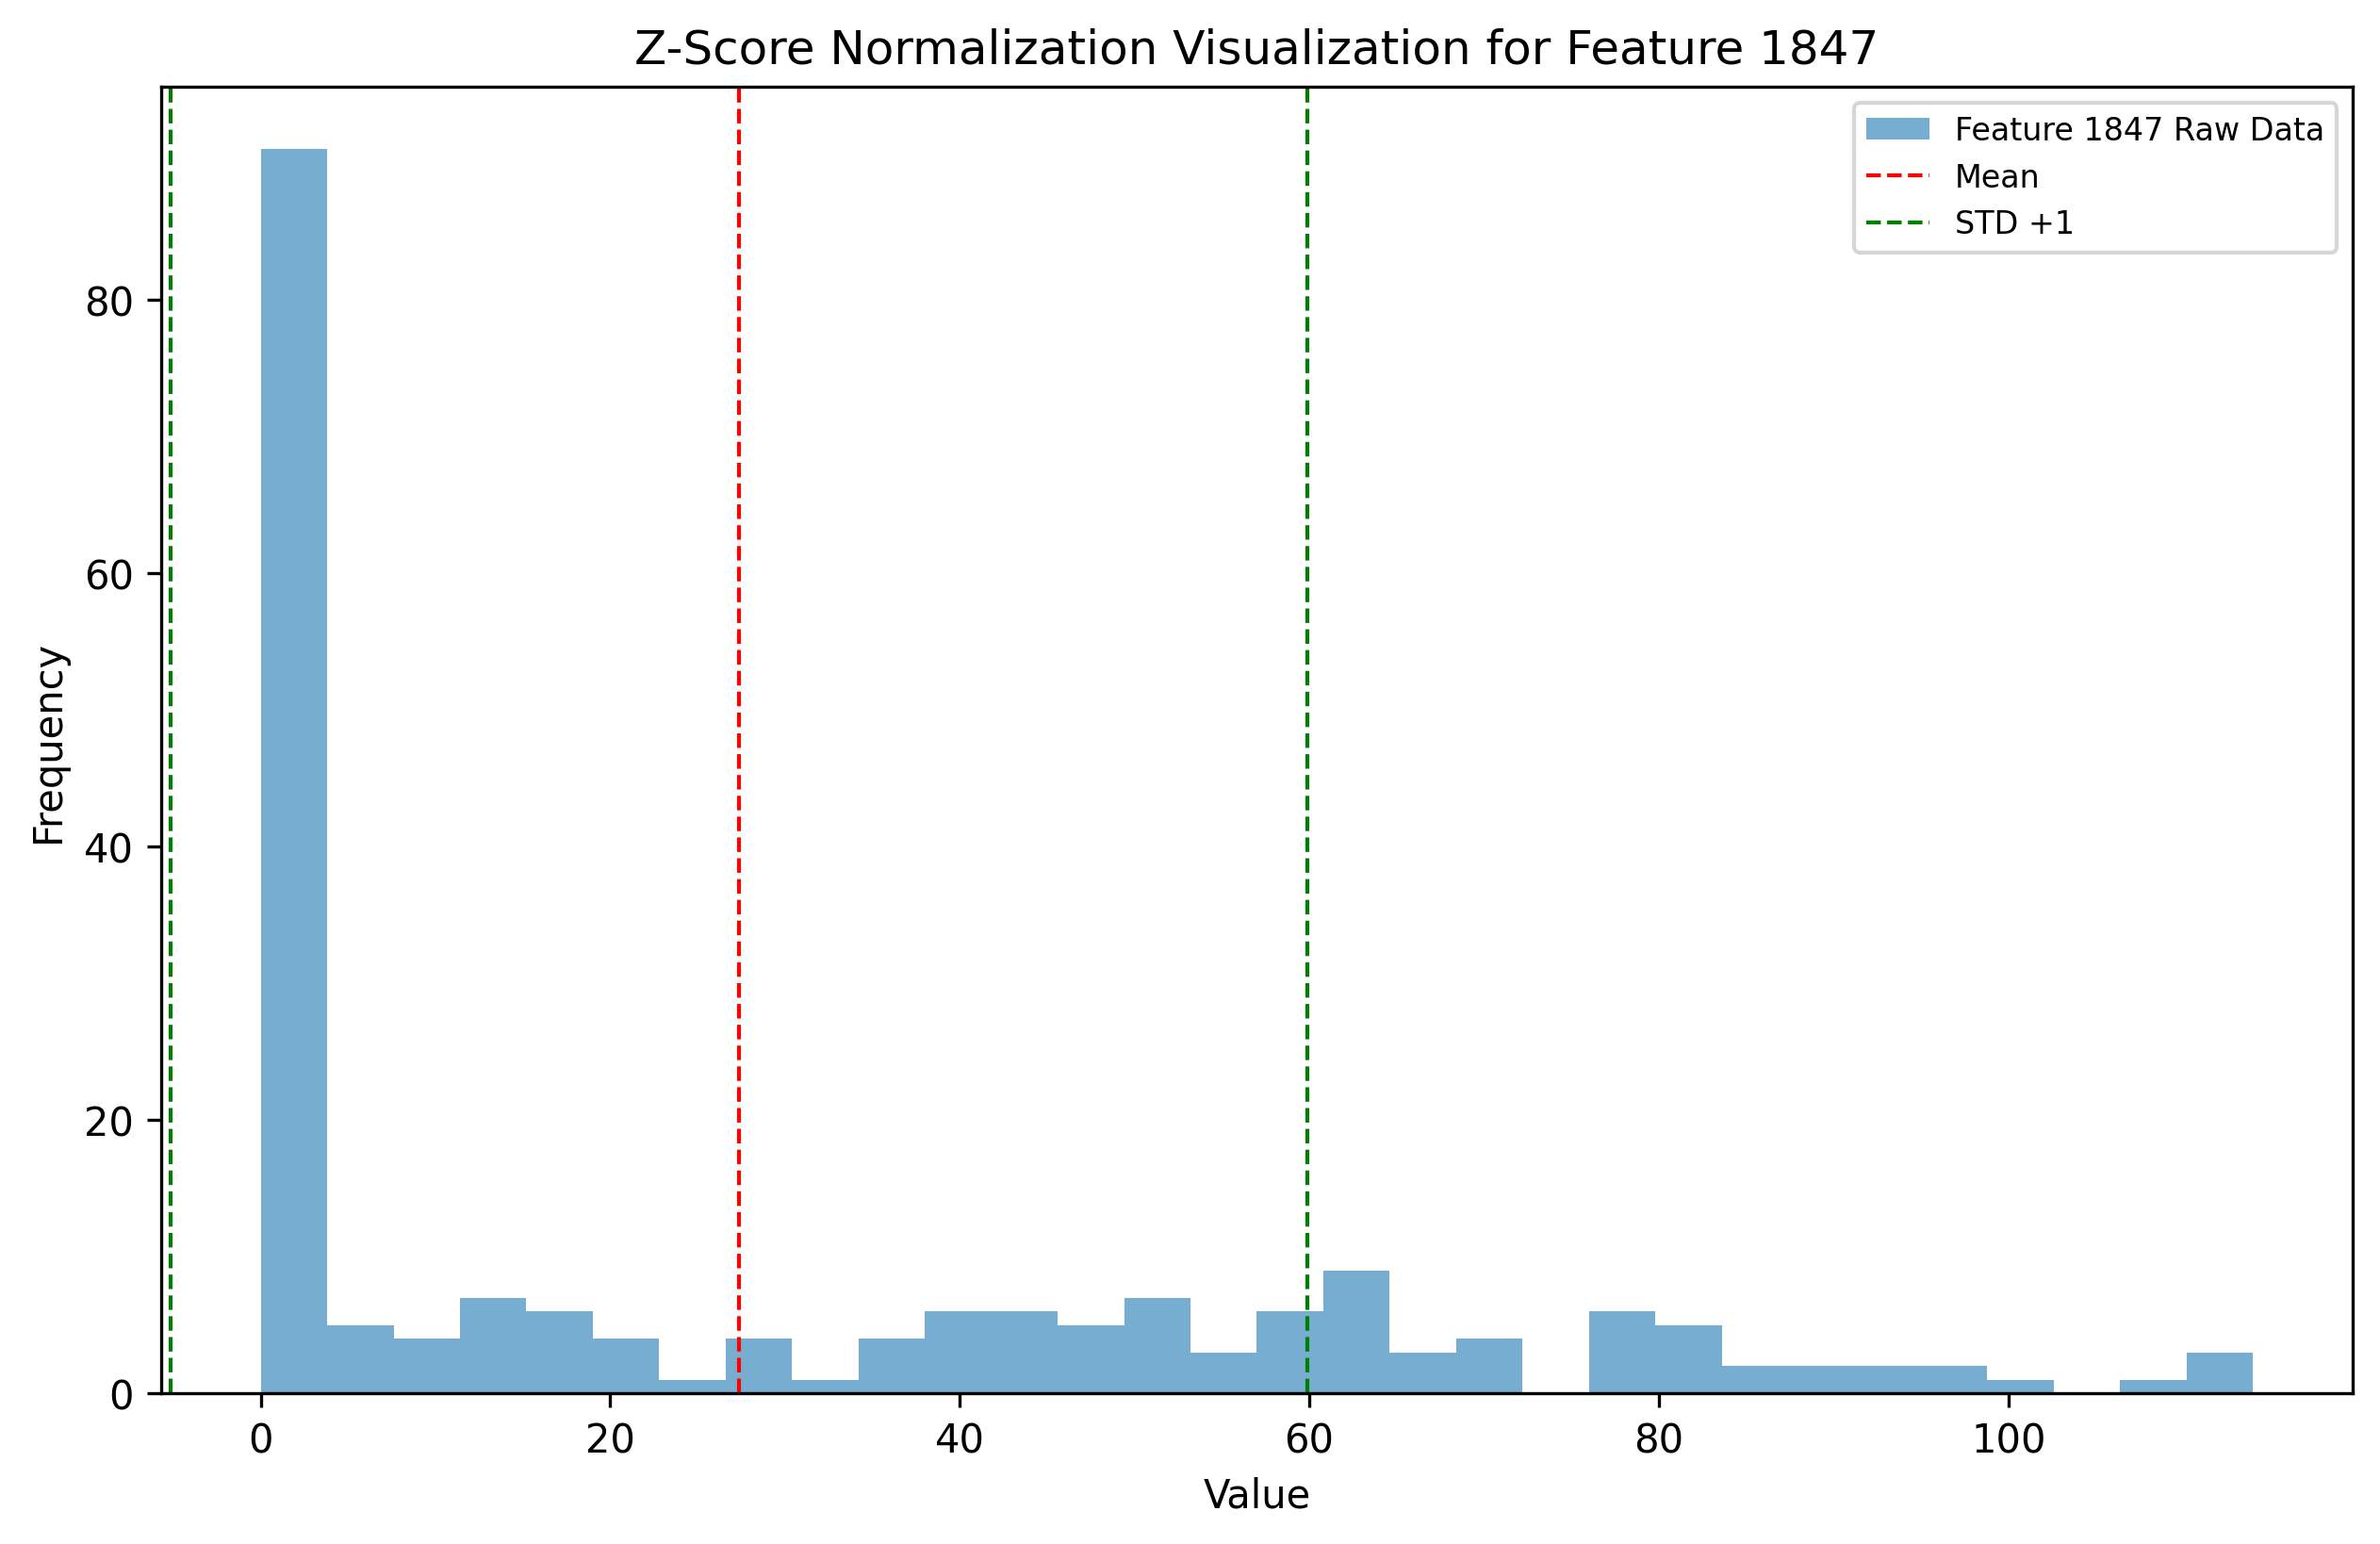 Z-Score Normalization Visualization for Feature 1847
Feature 1847 Raw Data
Mean
STD +1
Frequency
80
60
40
20
0
0 20 40 60 80 100
Value